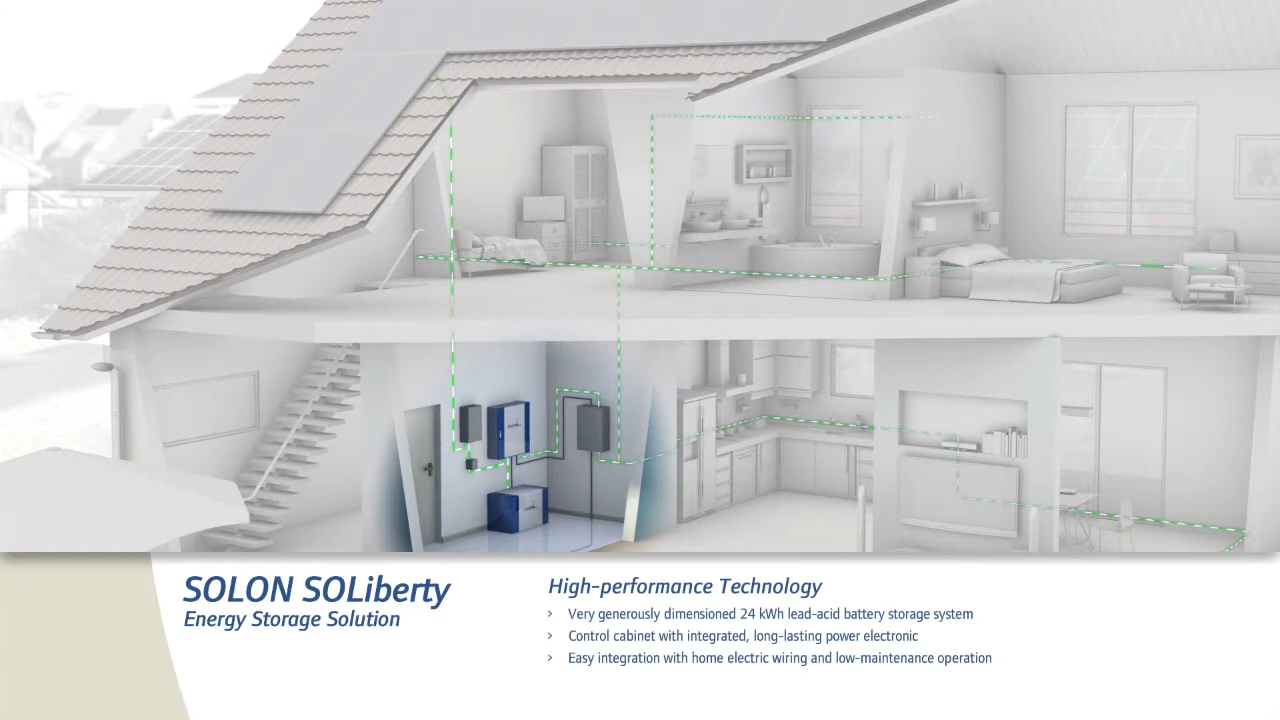 SOLON SOLiberty
Energy Storage Solution
High-performance Technology
> Very generously dimensioned 24 kWh lead-acid battery storage system
> Control cabinet with integrated, long-lasting power electronic
> Easy integration with home electric wiring and low-maintenance operation